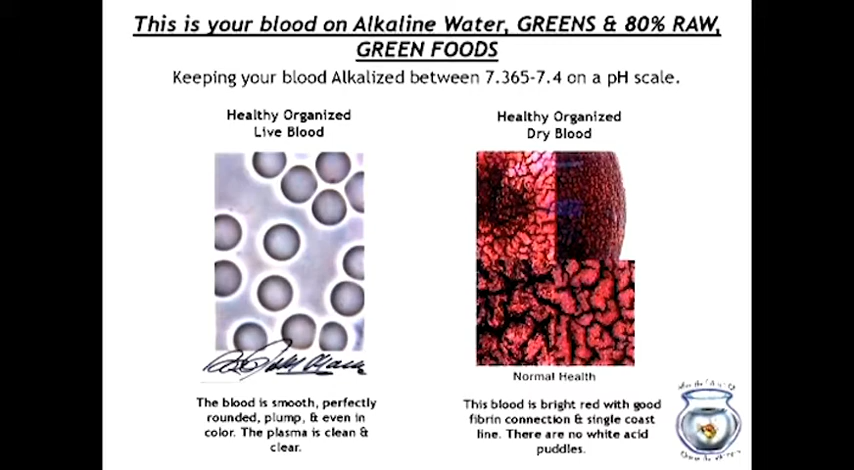 This is your blood on Alkaline Water, GREENS & 80% RAW,
GREEN FOODS
Keeping your blood Alkalized between 7.365-7.4 on a pH scale.
Healthy Organized
Live Blood
Healthy Organized
Dry Blood
Normal Health
The blood is smooth, perfectly
rounded, plump, & even in
color. The plasma is clean &
clear.
This blood is bright red with good
fibrin connection & single coast
line. There are no white acid
puddles.